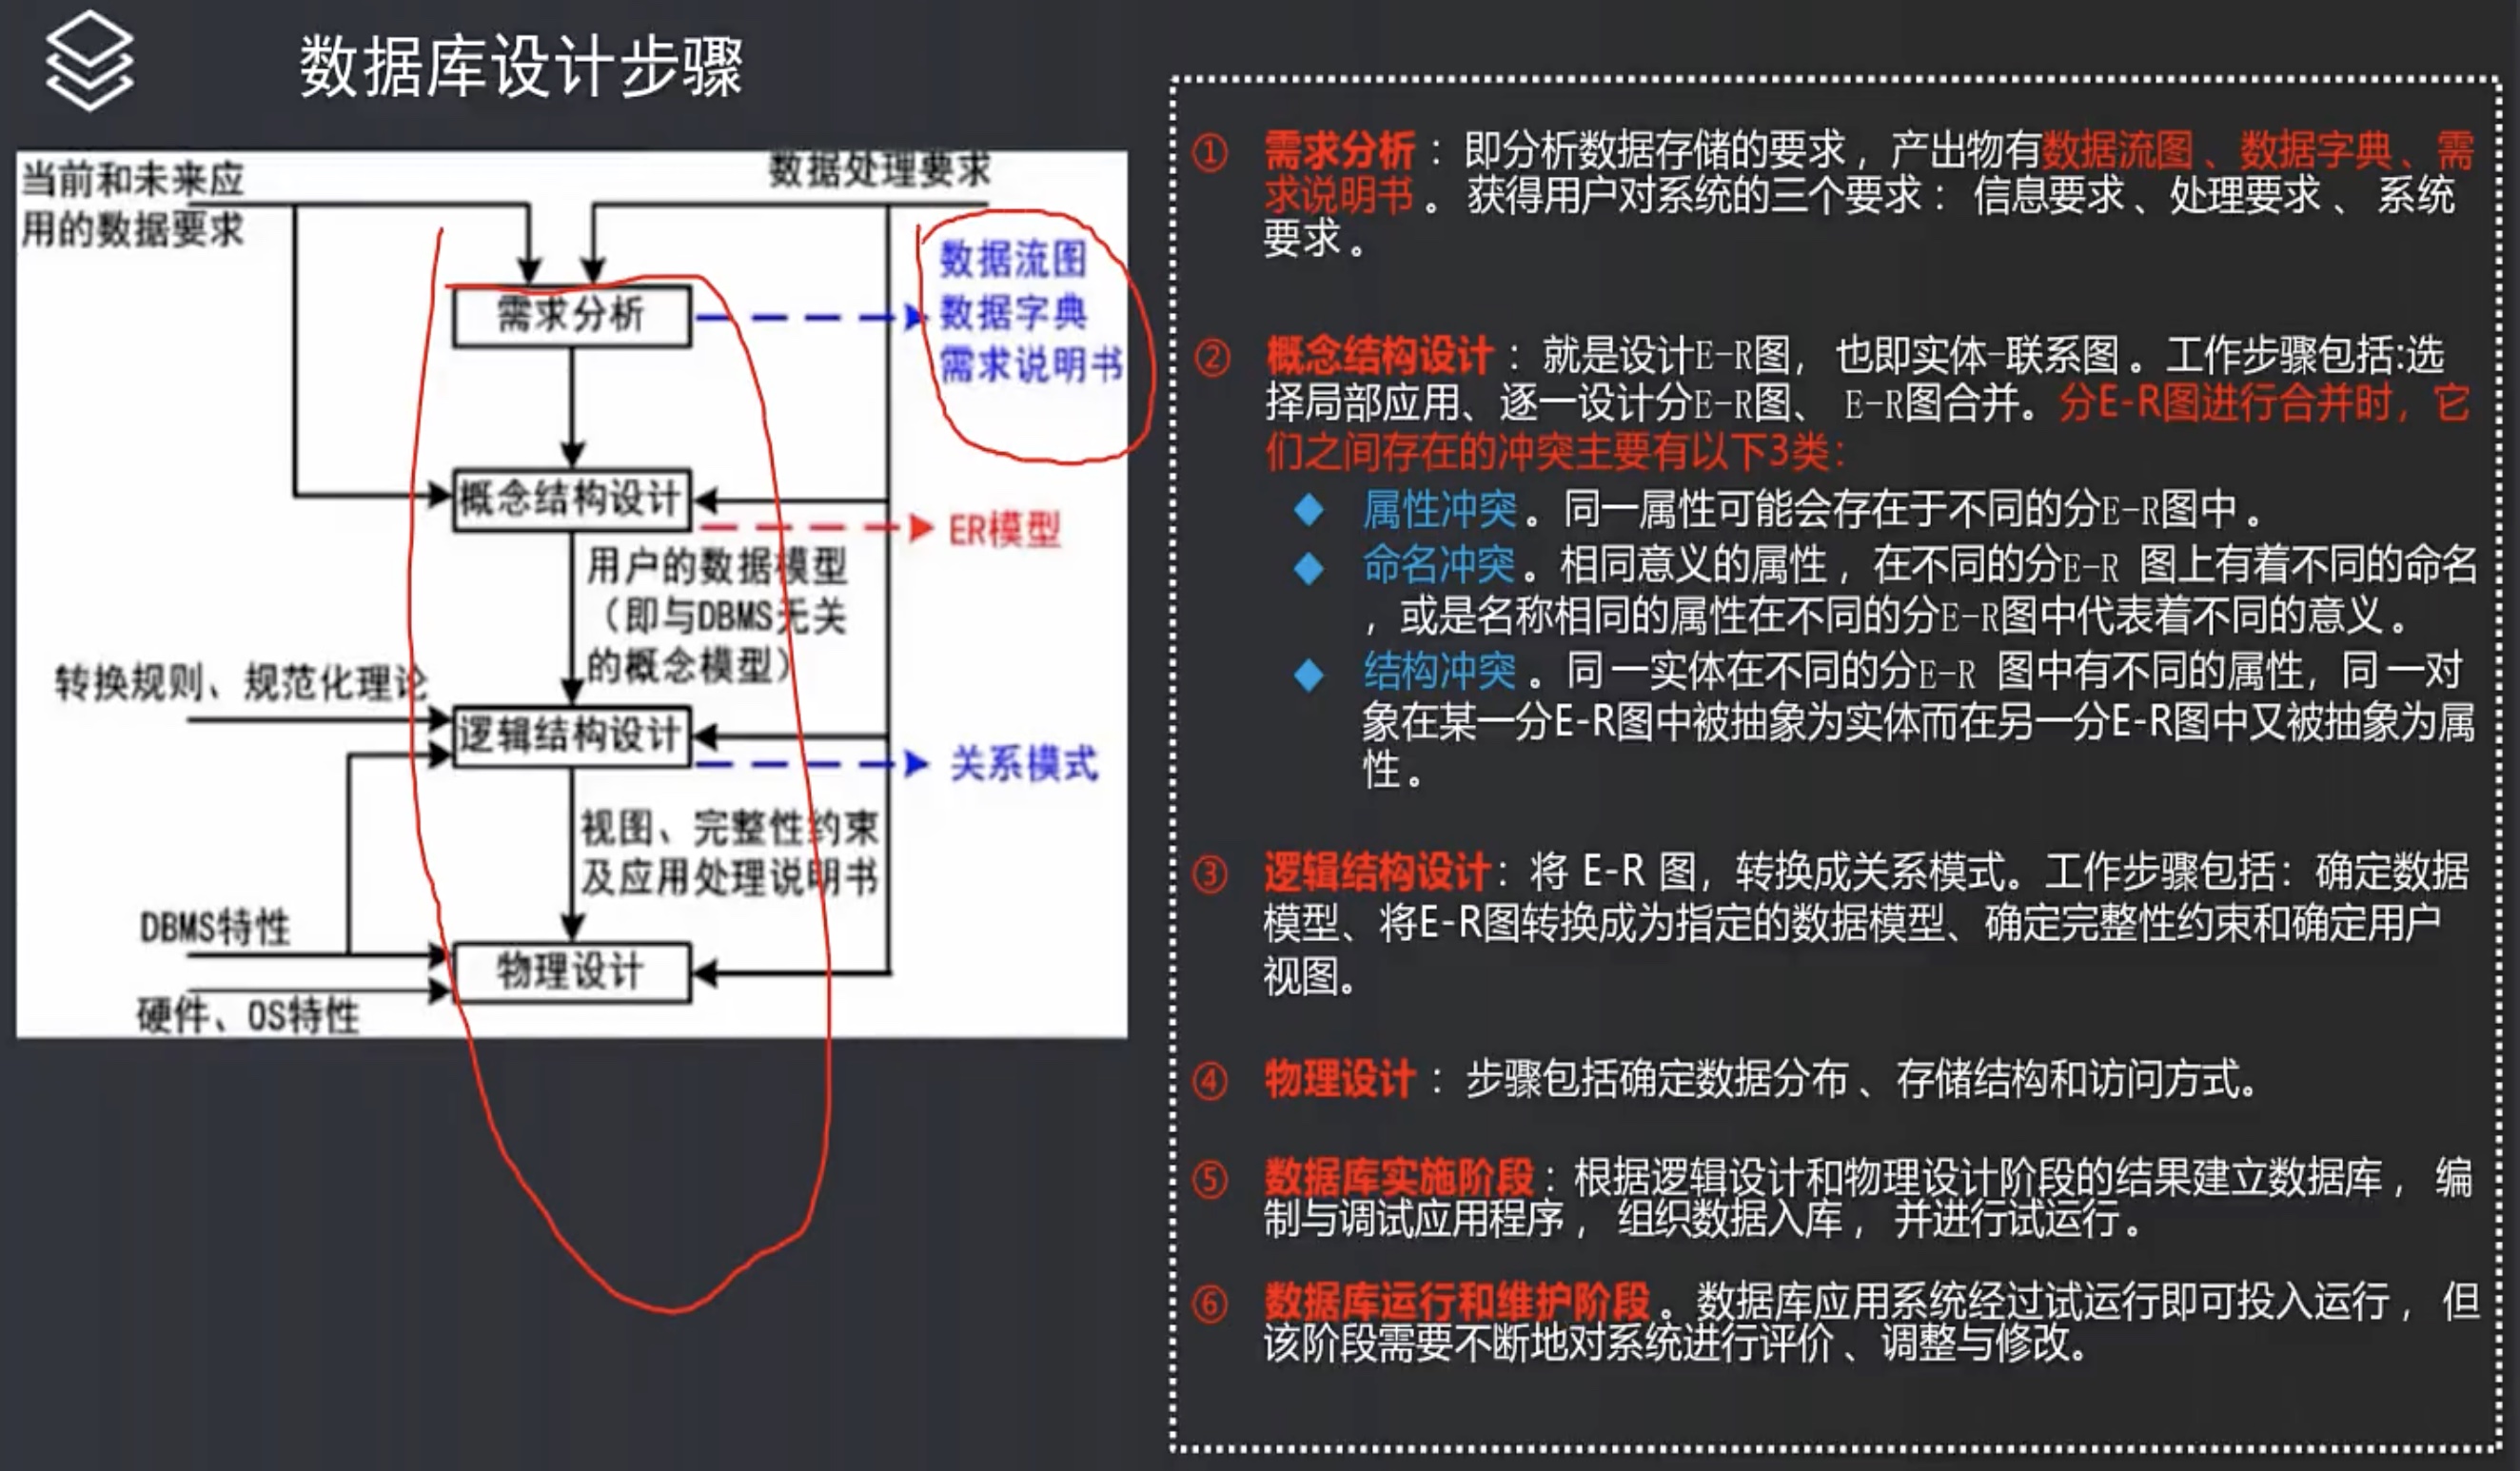 数据库设计步骤
当前和未来应
用的数据要求
数据处理要求
需求分析
数据流图
数据字典
需求说明书
概念结构设计
ER模型
用户的数据模型
（即与DBMS无关
的概念模型）
转换规则、规范化理论
逻辑结构设计
关系模式
视图、完整性约束
及应用处理说明书
DBMS特性
物理设计
硬件、OS特性
① 需求分析：即分析数据存储的要求，产出物有数据流图、数据字典、需
求说明书。获得用户对系统的三个要求：信息要求、处理要求、系统
要求。
② 概念结构设计：就是设计E-R图，也即实体-联系图。工作步骤包括:选
择局部应用、逐一设计分E-R图、E-R图合并。分E-R图进行合并时，它
们之间存在的冲突主要有以下3类：
◆ 属性冲突。同一属性可能会存在于不同的分E-R图中。
◆ 命名冲突。相同意义的属性，在不同的分E-R 图上有着不同的命名
，或是名称相同的属性在不同的分E-R图中代表着不同的意义。
◆ 结构冲突。同一实体在不同的分E-R 图中有不同的属性，同一对
象在某一分E-R图中被抽象为实体而在另一分E-R图中又被抽象为属
性。
③ 逻辑结构设计：将 E-R 图，转换成关系模式。工作步骤包括：确定数据
模型、将E-R图转换成为指定的数据模型、确定完整性约束和确定用户
视图。
④ 物理设计：步骤包括确定数据分布、存储结构和访问方式。
⑤ 数据库实施阶段：根据逻辑设计和物理设计阶段的结果建立数据库，编
制与调试应用程序，组织数据入库，并进行试运行。
⑥ 数据库运行和维护阶段。数据库应用系统经过试运行即可投入运行，但
该阶段需要不断地对系统进行评价、调整与修改。